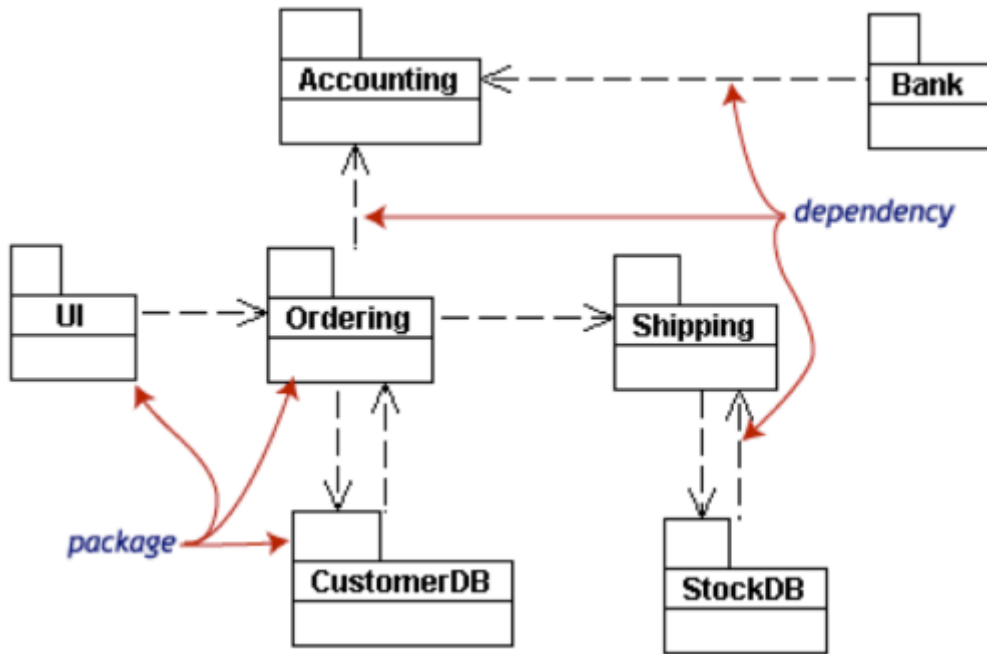 Accounting
Bank
dependency
UI
Ordering
Shipping
package
CustomerDB
StockDB